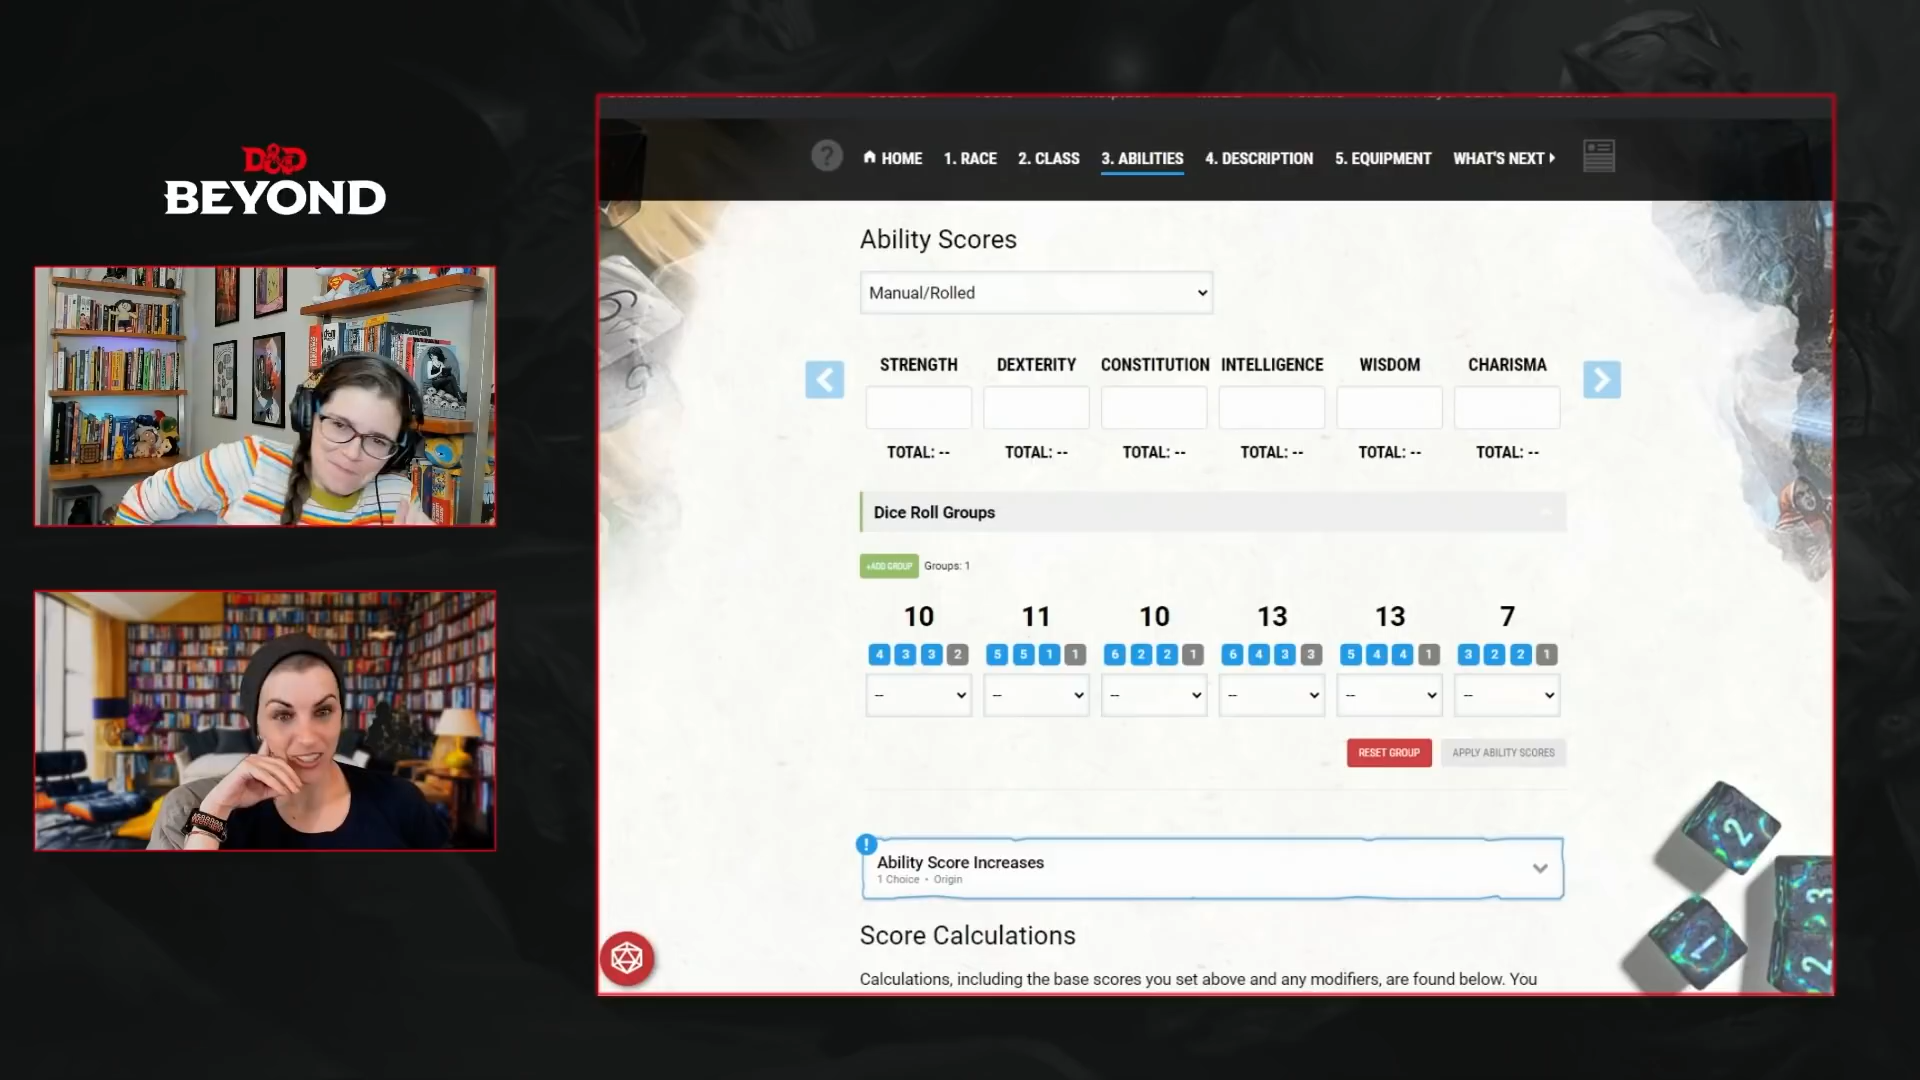 D&D
BEYOND
? HOME 1. RACE 2. CLASS 3. ABILITIES 4. DESCRIPTION 5. EQUIPMENT WHAT'S NEXT
Ability Scores
Manual/Rolled
STRENGTH DEXTERITY CONSTITUTION INTELLIGENCE WISDOM CHARISMA
TOTAL: -- TOTAL: -- TOTAL: -- TOTAL: -- TOTAL: -- TOTAL: --
Dice Roll Groups
+ADD GROUP Groups: 1
10 11 10 13 13 7
4 3 3 2 5 5 1 1 6 2 2 1 6 4 3 3 5 4 4 1 3 2 2 1
-- -- -- -- -- --
RESET GROUP APPLY ABILITY SCORES
!
Ability Score Increases
1 Choice • Origin
Score Calculations
Calculations, including the base scores you set above and any modifiers, are found below. You
2
1
3
2